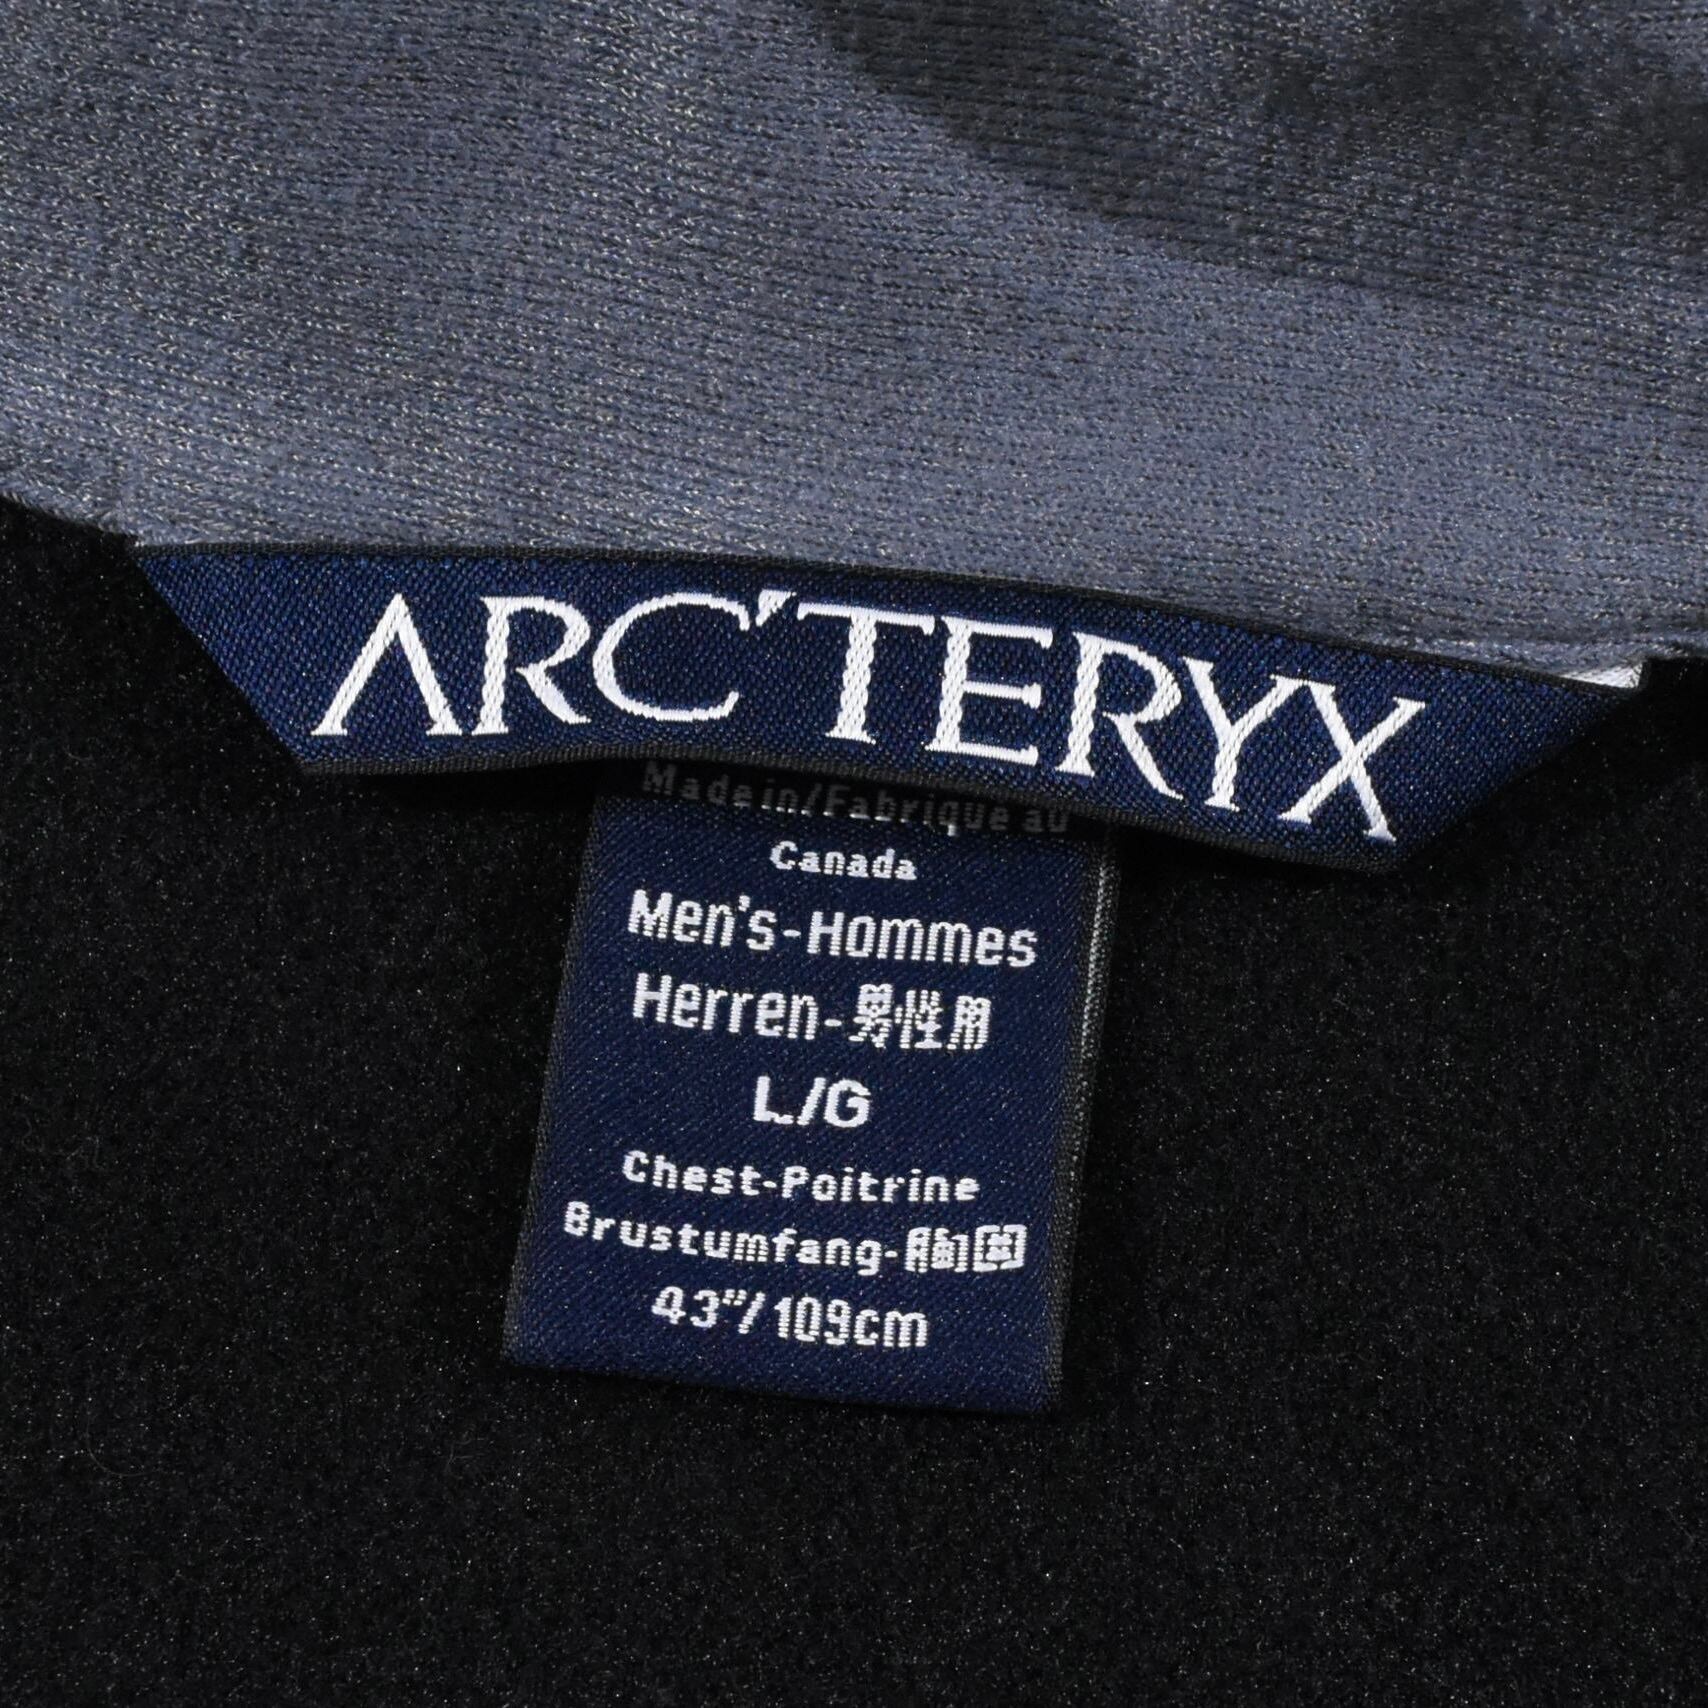 ARC'TERYX
Made in/Fabrique au
Canada
Men's-Hommes
Herren-男性用
L/G
Chest-Poitrine
Brustumfang-胸囲
43"/109cm